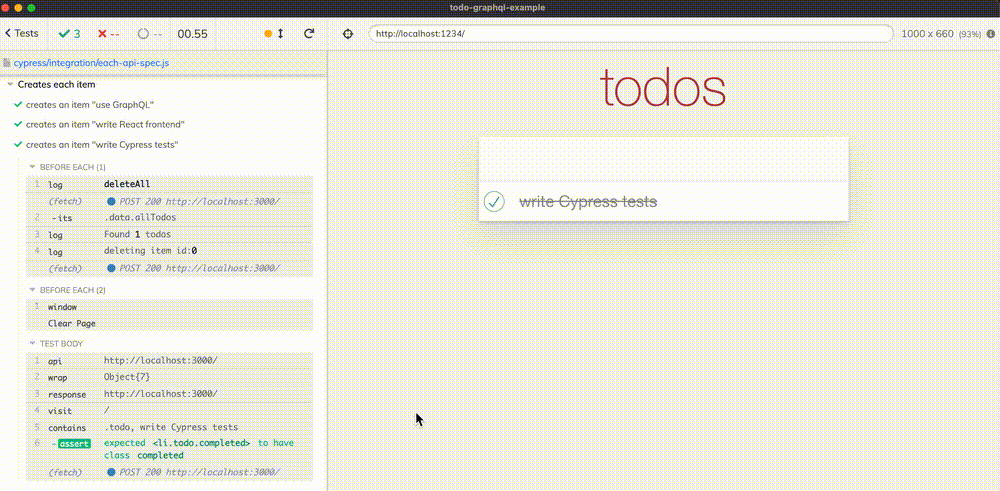 todo-graphql-example
Tests
3
--
--
00.55
http://localhost:1234/
1000 x 660 (93%)
cypress/integration/each-api-spec.js
Creates each item
creates an item "use GraphQL"
creates an item "write React frontend"
creates an item "write Cypress tests"
BEFORE EACH (1)
1 log deleteAll
(fetch) POST 200 http://localhost:3000/
2 -its .data.allTodos
3 log Found 1 todos
4 log deleting item id:0
(fetch) POST 200 http://localhost:3000/
BEFORE EACH (2)
1 window
Clear Page
TEST BODY
1 api http://localhost:3000/
2 wrap Object{7}
3 response http://localhost:3000/
4 visit /
5 contains .todo, write Cypress tests
6 -assert expected <li.todo.completed> to have
class completed
(fetch) POST 200 http://localhost:3000/
todos
write Cypress tests